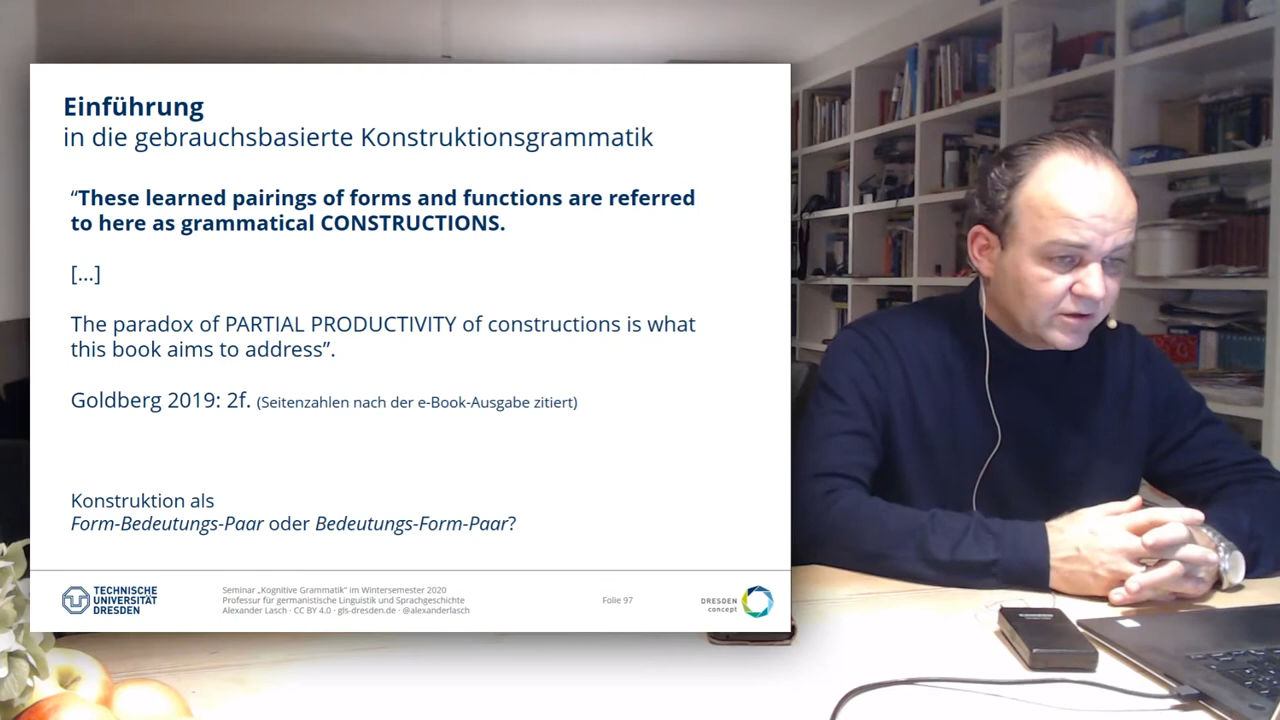 Einführung
in die gebrauchsbasierte Konstruktionsgrammatik
“These learned pairings of forms and functions are referred
to here as grammatical CONSTRUCTIONS.
[...]
The paradox of PARTIAL PRODUCTIVITY of constructions is what
this book aims to address”.
Goldberg 2019: 2f. (Seitenzahlen nach der e-Book-Ausgabe zitiert)
Konstruktion als
Form-Bedeutungs-Paar oder Bedeutungs-Form-Paar?
TECHNISCHE
UNIVERSITÄT
DRESDEN
Seminar „Kognitive Grammatik“ im Wintersemester 2020
Professur für germanistische Linguistik und Sprachgeschichte
Alexander Lasch · CC BY 4.0 · gls-dresden.de · @alexanderlasch
Folie 97
DRESDEN
concept